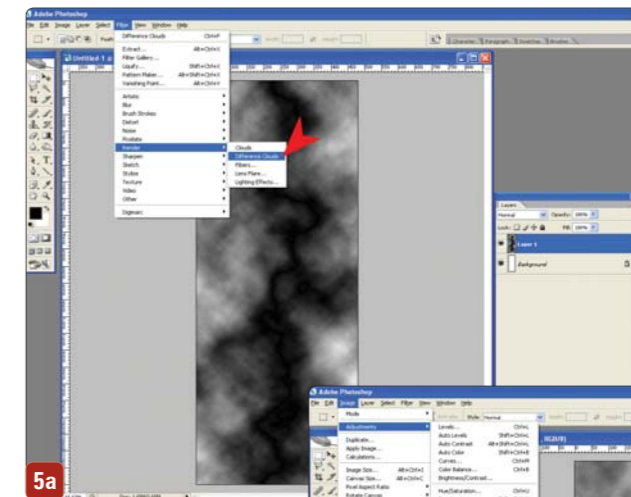 Adobe Photoshop
File Edit Image Layer Select Filter View Window Help
Difference Clouds Ctrl+F
Extract... Alt+Ctrl+X
Filter Gallery...
Liquify... Shift+Ctrl+X
Pattern Maker... Alt+Shift+Ctrl+X
Vanishing Point... Alt+Ctrl+V
Artistic
Blur
Brush Strokes
Distort
Noise
Pixelate
Render
Sharpen
Sketch
Stylize
Texture
Video
Other
Digimarc
Clouds
Difference Clouds
Fibers...
Lens Flare...
Lighting Effects...
Untitled-1
Layers
Normal Opacity: 100%
Lock: Fill: 100%
Layer 1
Background
Adobe Photoshop
File Edit Image Layer Select Filter View Window Help
Style: Normal
Mode
Adjustments
Duplicate...
Apply Image...
Calculations...
Image Size... Alt+Ctrl+I
Canvas Size... Alt+Ctrl+C
Pixel Aspect Ratio
Rotate Canvas
Levels... Ctrl+L
Auto Levels Shift+Ctrl+L
Auto Contrast Alt+Shift+Ctrl+L
Auto Color Shift+Ctrl+B
Curves... Ctrl+M
Color Balance... Ctrl+B
Brightness/Contrast...
Hue/Saturation... Ctrl+U
5a